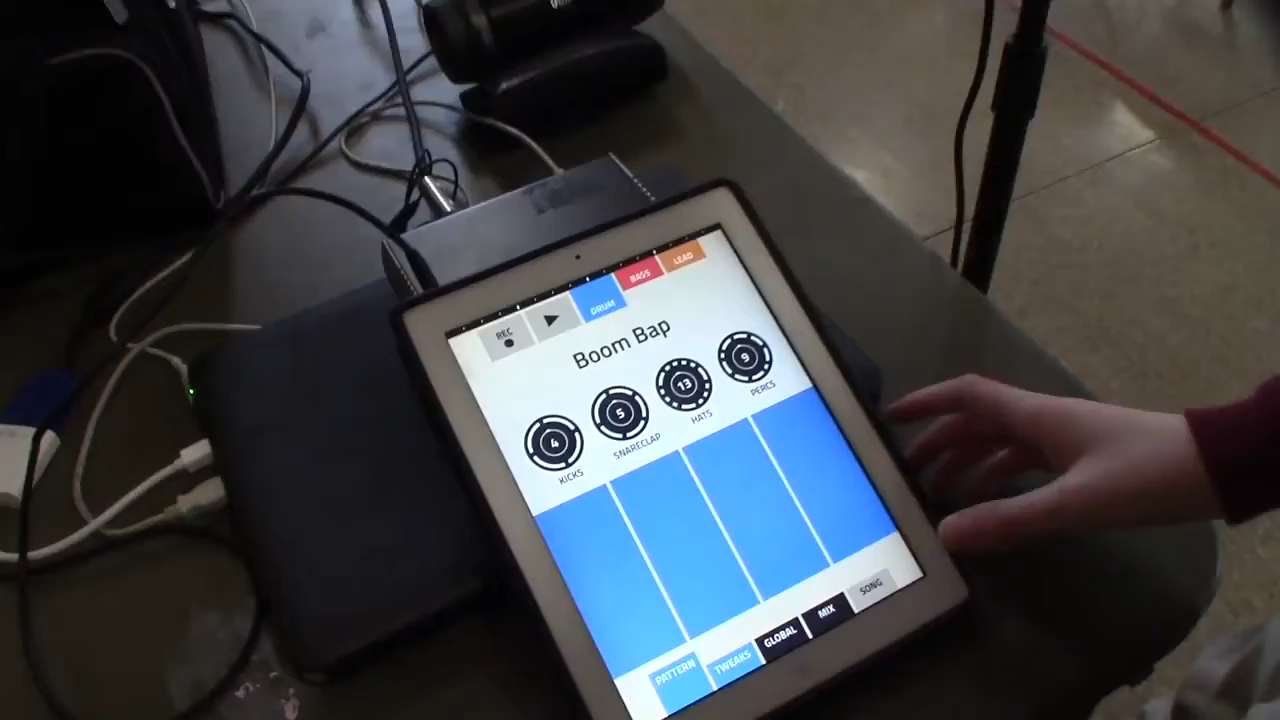 REC
DRUM
BASS
LEAD
Boom Bap
4
5
13
9
KICKS
SNARECLAP
HATS
PERCS
PATTERN
TWEAKS
GLOBAL
MIX
SONG